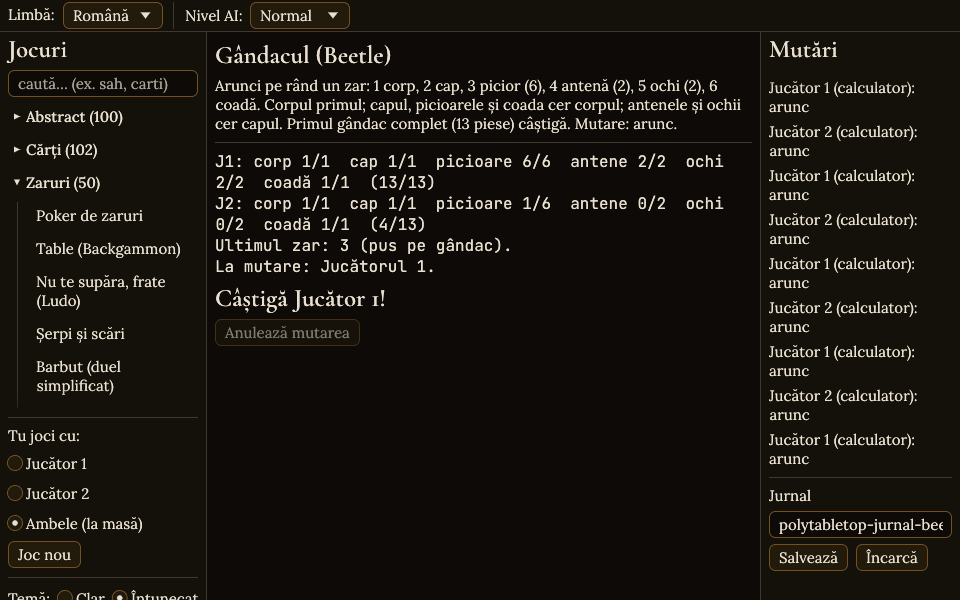 Limbă: Română ▼ Nivel AI: Normal ▼
Jocuri
caută... (ex. sah, carti)
▸ Abstract (100)
▸ Cărți (102)
▾ Zaruri (50)
Poker de zaruri
Table (Backgammon)
Nu te supăra, frate
(Ludo)
Șerpi și scări
Barbut (duel
simplificat)
Tu joci cu:
Jucător 1
Jucător 2
Ambele (la masă)
Joc nou
Temă: Clar Întunecat
Gândacul (Beetle)
Arunci pe rând un zar: 1 corp, 2 cap, 3 picior (6), 4 antenă (2), 5 ochi (2), 6
coadă. Corpul primul; capul, picioarele și coada cer corpul; antenele și ochii
cer capul. Primul gândac complet (13 piese) câștigă. Mutare: arunc.
J1: corp 1/1  cap 1/1  picioare 6/6  antene 2/2  ochi
2/2  coadă 1/1  (13/13)
J2: corp 1/1  cap 1/1  picioare 1/6  antene 0/2  ochi
0/2  coadă 1/1  (4/13)
Ultimul zar: 3 (pus pe gândac).
La mutare: Jucătorul 1.
Câștigă Jucător 1!
Anulează mutarea
Mutări
Jucător 1 (calculator):
arunc
Jucător 2 (calculator):
arunc
Jucător 1 (calculator):
arunc
Jucător 2 (calculator):
arunc
Jucător 1 (calculator):
arunc
Jucător 2 (calculator):
arunc
Jucător 1 (calculator):
arunc
Jucător 2 (calculator):
arunc
Jucător 1 (calculator):
arunc
Jurnal
polytabletop-jurnal-bee
Salvează Încarcă